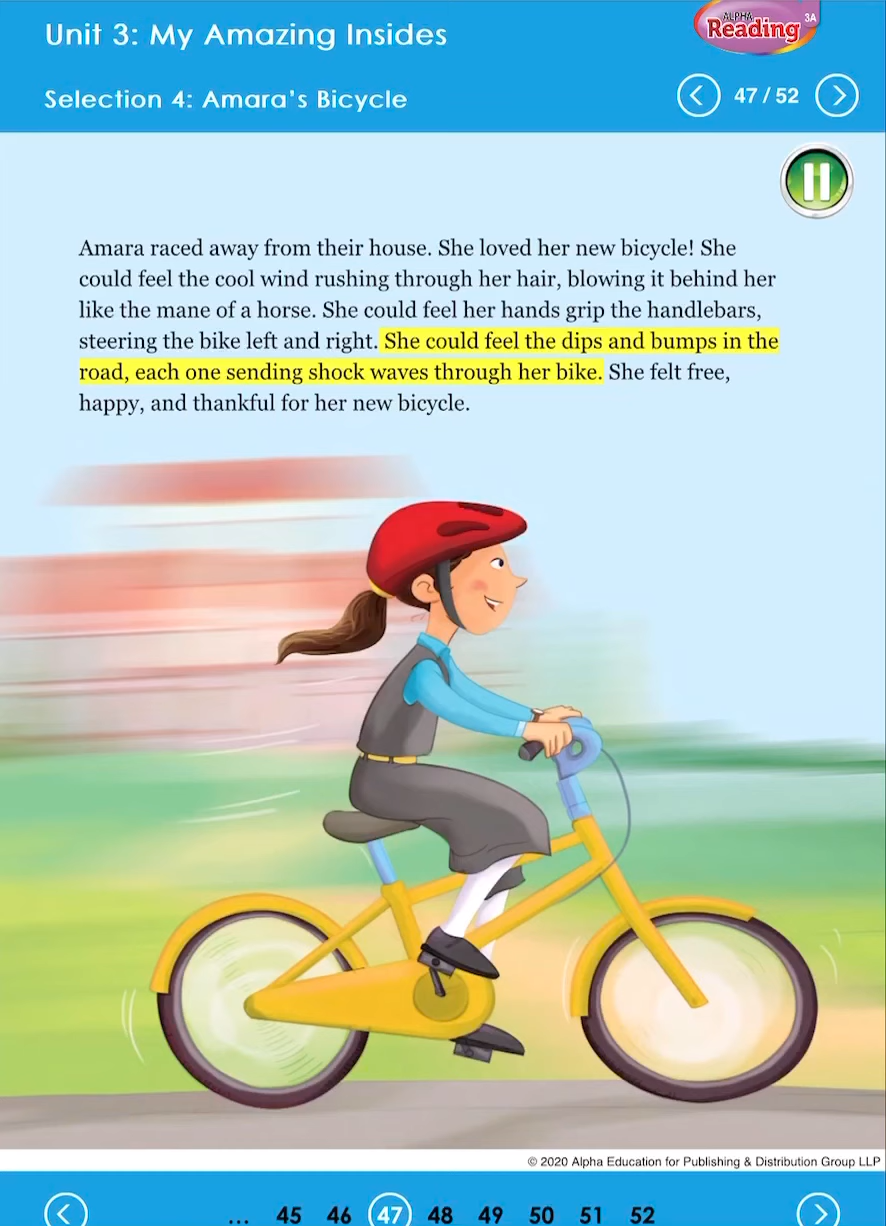 Unit 3: My Amazing Insides
ALPHA
Reading 3A
Selection 4: Amara's Bicycle
47 / 52
Amara raced away from their house. She loved her new bicycle! She
could feel the cool wind rushing through her hair, blowing it behind her
like the mane of a horse. She could feel her hands grip the handlebars,
steering the bike left and right. She could feel the dips and bumps in the
road, each one sending shock waves through her bike. She felt free,
happy, and thankful for her new bicycle.
© 2020 Alpha Education for Publishing & Distribution Group LLP
... 45 46 47 48 49 50 51 52